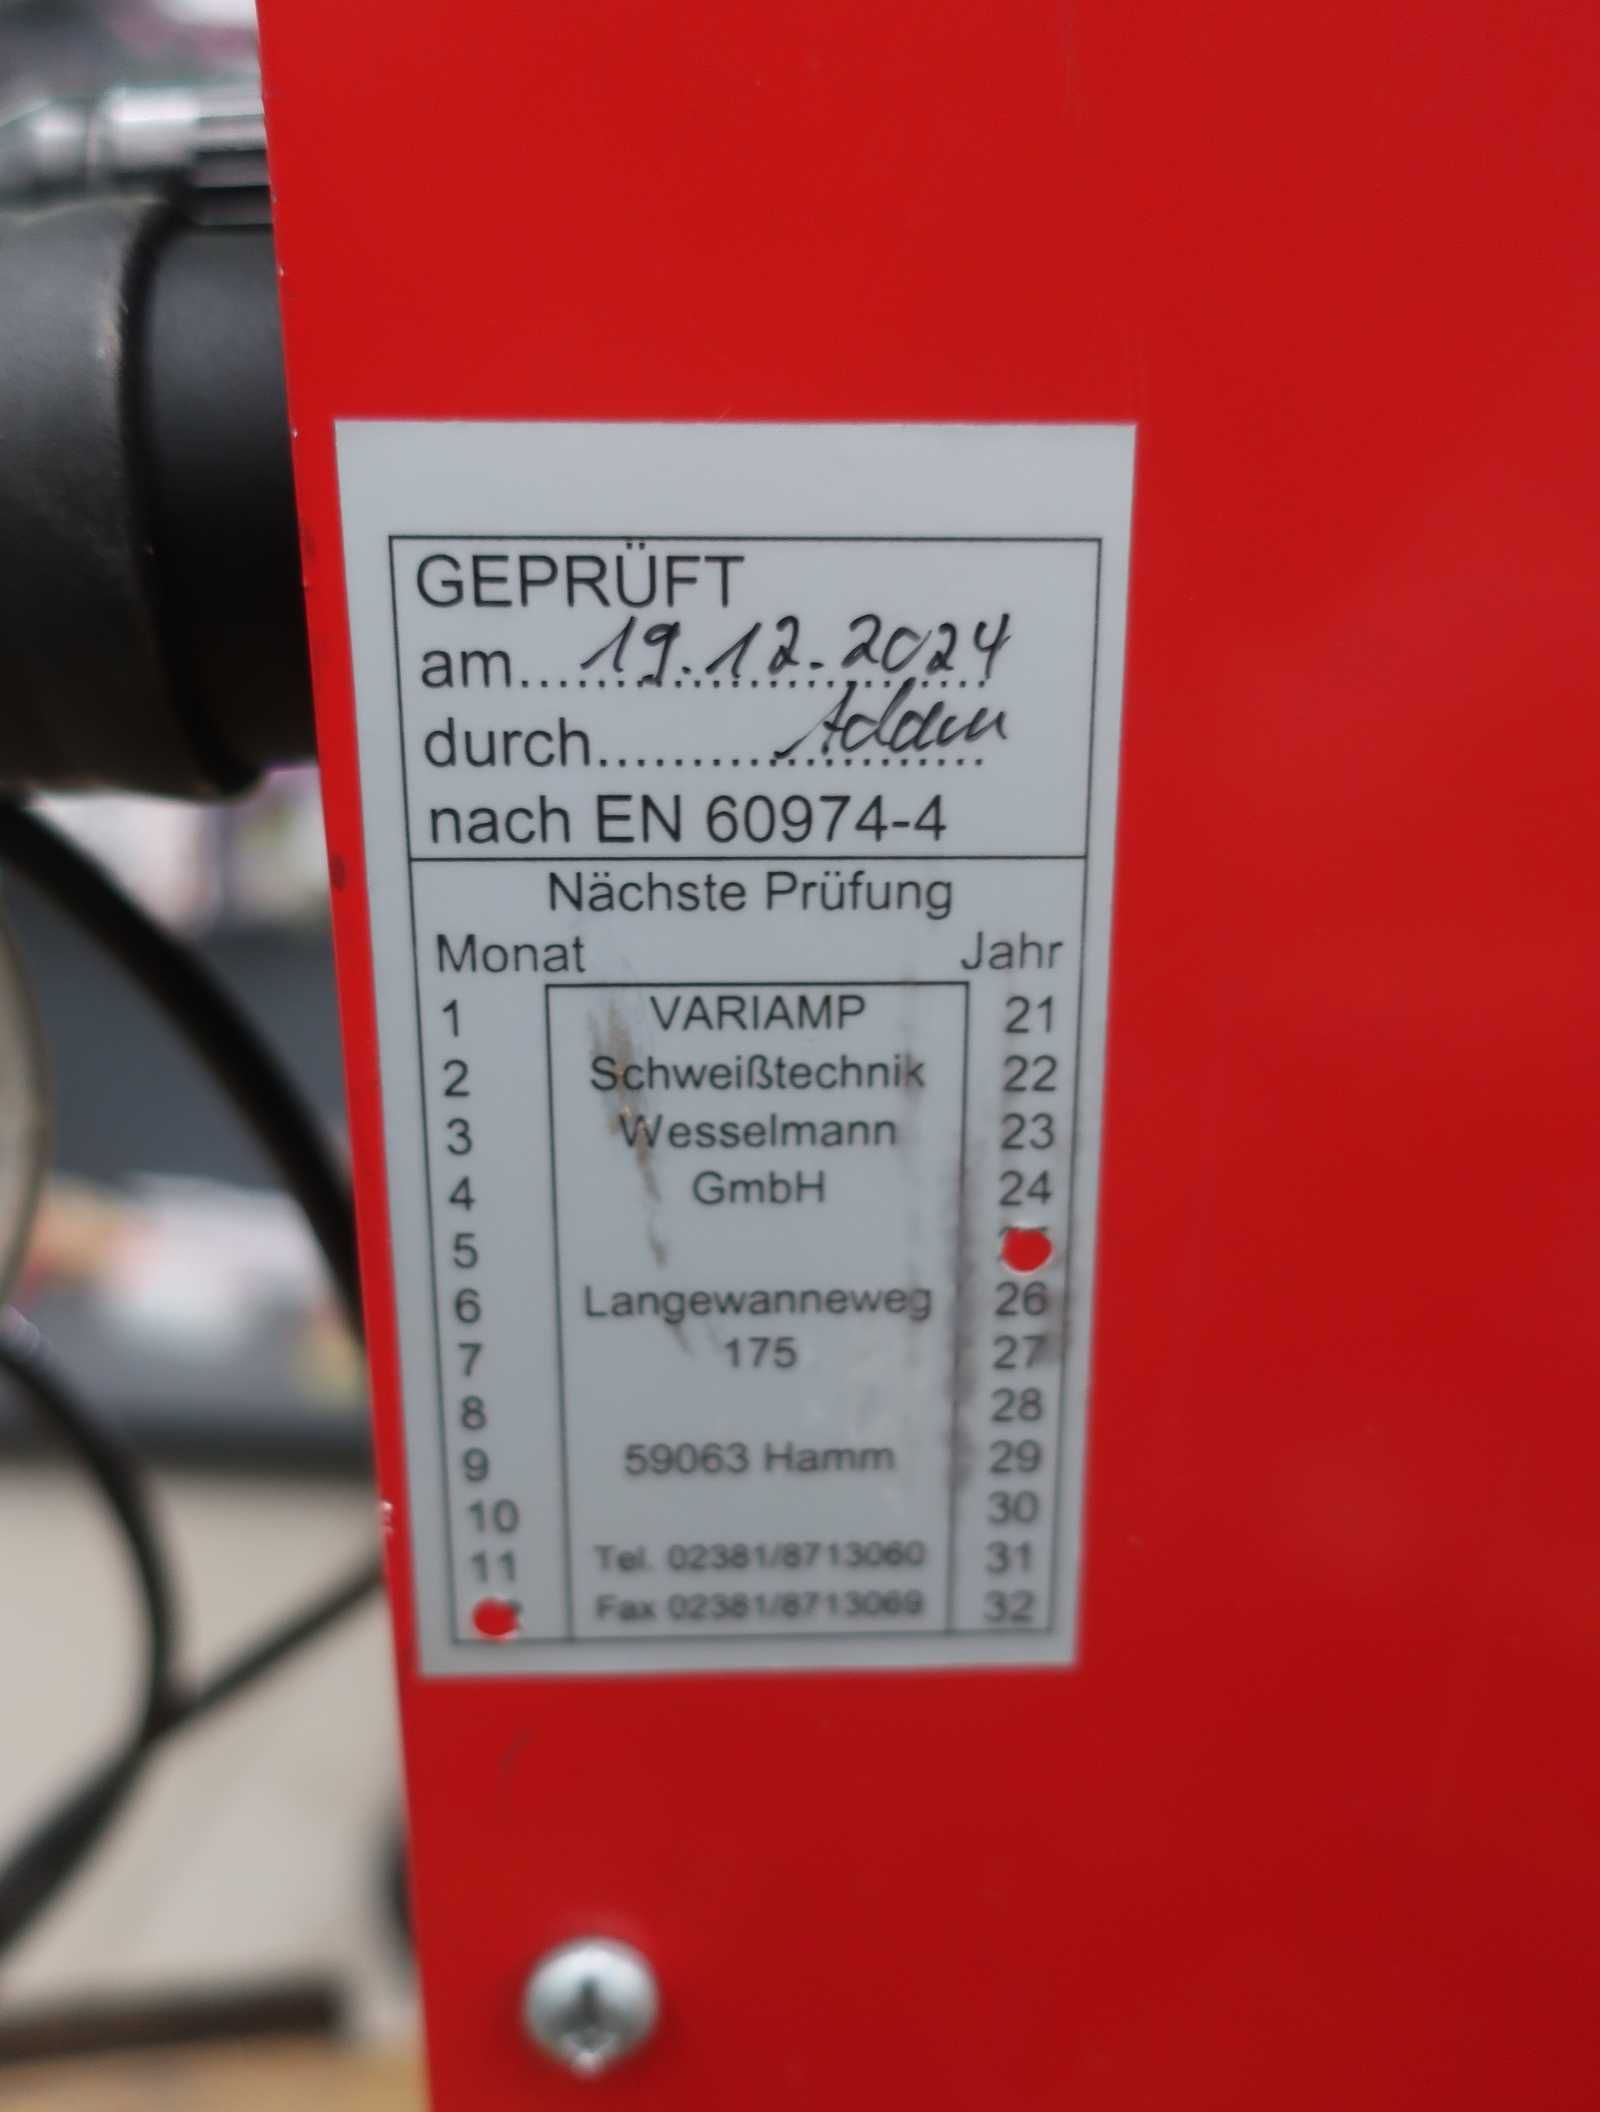 GEPRÜFT
am......19.12.2024
durch.....................
nach EN 60974-4
Nächste Prüfung
Monat Jahr
1 VARIAMP 21
2 Schweißtechnik 22
3 Wesselmann 23
4 GmbH 24
5
6 Langewanneweg 26
7 175 27
8 28
9 59063 Hamm 29
10 30
11 Tel. 02381/8713060 31
Fax 02381/8713069 32